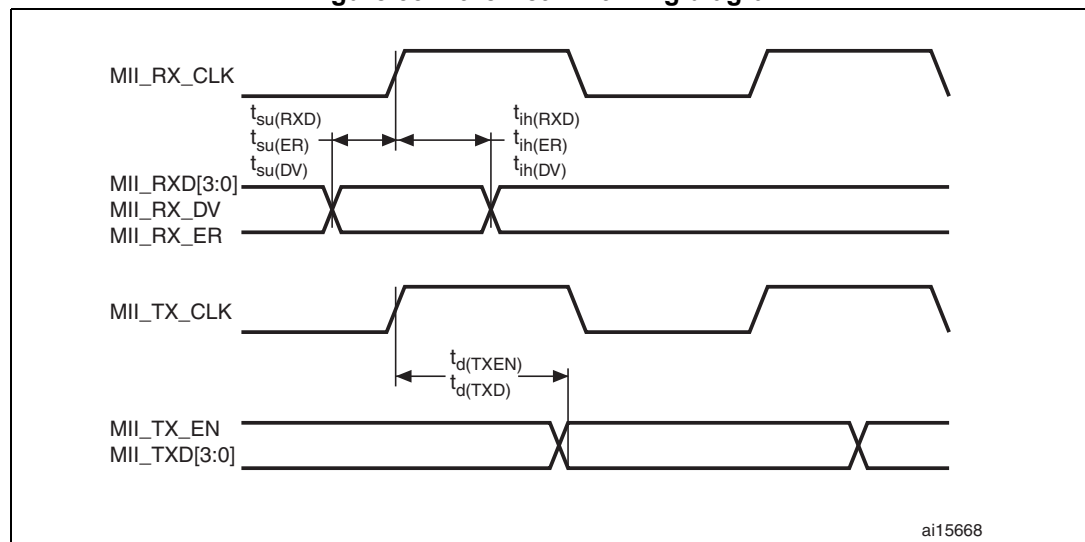 MII_RX_CLK
tsu(RXD)
tsu(ER)
tsu(DV)
tih(RXD)
tih(ER)
tih(DV)
MII_RXD[3:0]
MII_RX_DV
MII_RX_ER
MII_TX_CLK
td(TXEN)
td(TXD)
MII_TX_EN
MII_TXD[3:0]
ai15668